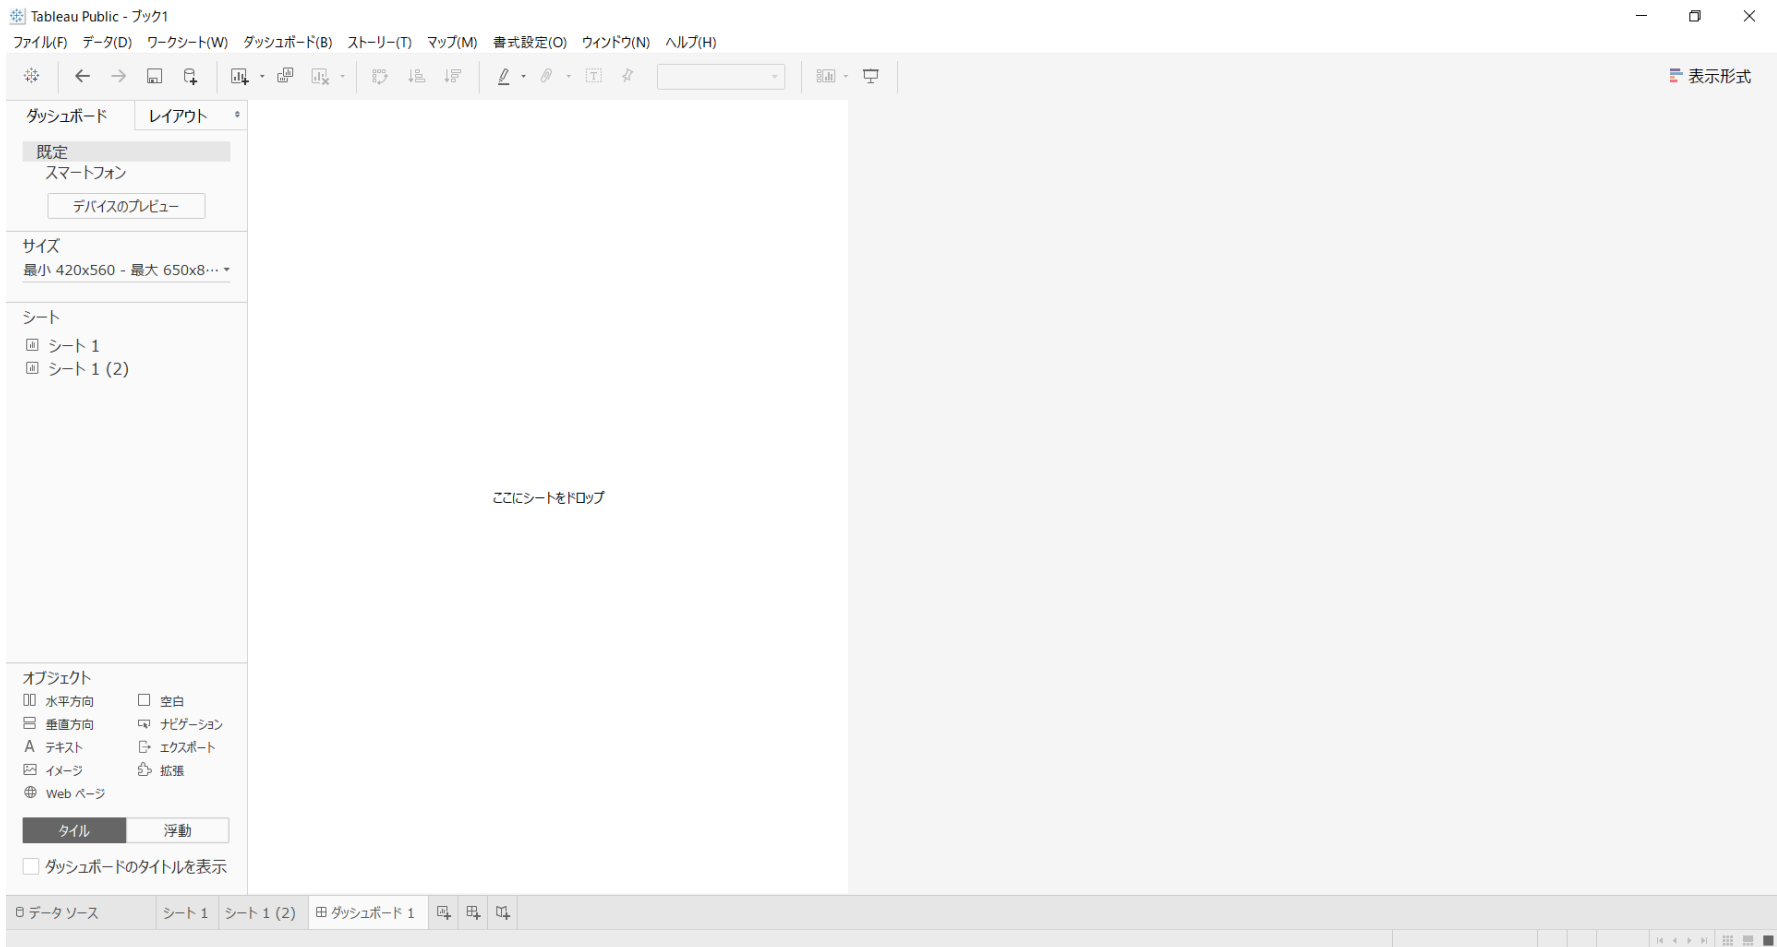 Tableau Public - ブック1
ファイル(F) データ(D) ワークシート(W) ダッシュボード(B) ストーリー(T) マップ(M) 書式設定(O) ウィンドウ(N) ヘルプ(H)
表示形式
ダッシュボード レイアウト
既定
スマートフォン
デバイスのプレビュー
サイズ
最小 420x560 - 最大 650x8…
シート
シート 1
シート 1 (2)
ここにシートをドロップ
オブジェクト
水平方向 空白
垂直方向 ナビゲーション
A テキスト エクスポート
イメージ 拡張
Web ページ
タイル 浮動
ダッシュボードのタイトルを表示
データ ソース シート 1 シート 1 (2) ダッシュボード 1